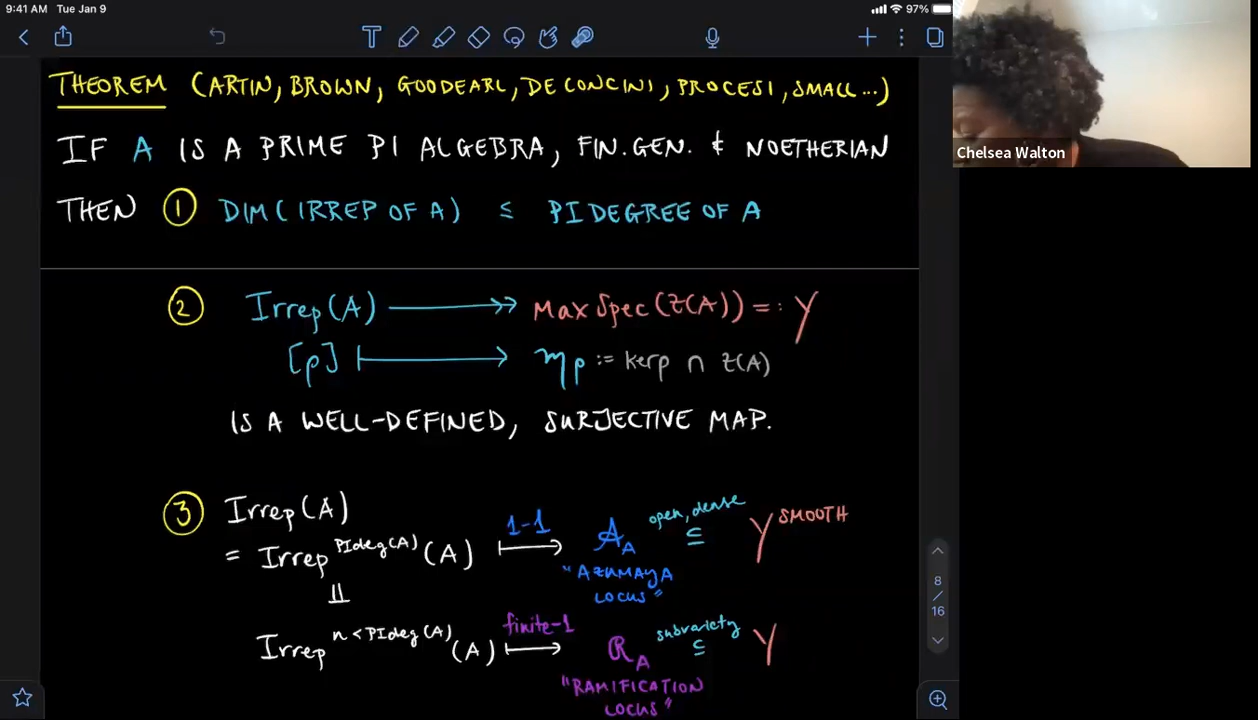 9:41 AM Tue Jan 9
97%
THEOREM (ARTIN, BROWN, GOODEARL, DE CONCINI, PROCESI, SMALL...)
IF A IS A PRIME PI ALGEBRA, FIN. GEN. & NOETHERIAN
THEN ① DIM(IRREP OF A) ≤ PI DEGREE OF A
② Irrep(A) ↠ MaxSpec(Z(A)) =: Y
[ρ] ↦ 𝔪ρ := kerρ ∩ Z(A)
IS A WELL-DEFINED, SURJECTIVE MAP.
③ Irrep(A)
= Irrep^PIdeg(A) (A) ⟼ 1-1 𝒜_A open, dense ⊆ Y^SMOOTH
"AZUMAYA
LOCUS"
⨿
Irrep^n<PIdeg(A) (A) ⟼ finite-1 ℛ_A subvariety ⊆ Y
"RAMIFICATION
LOCUS"
8
/
16
Chelsea Walton